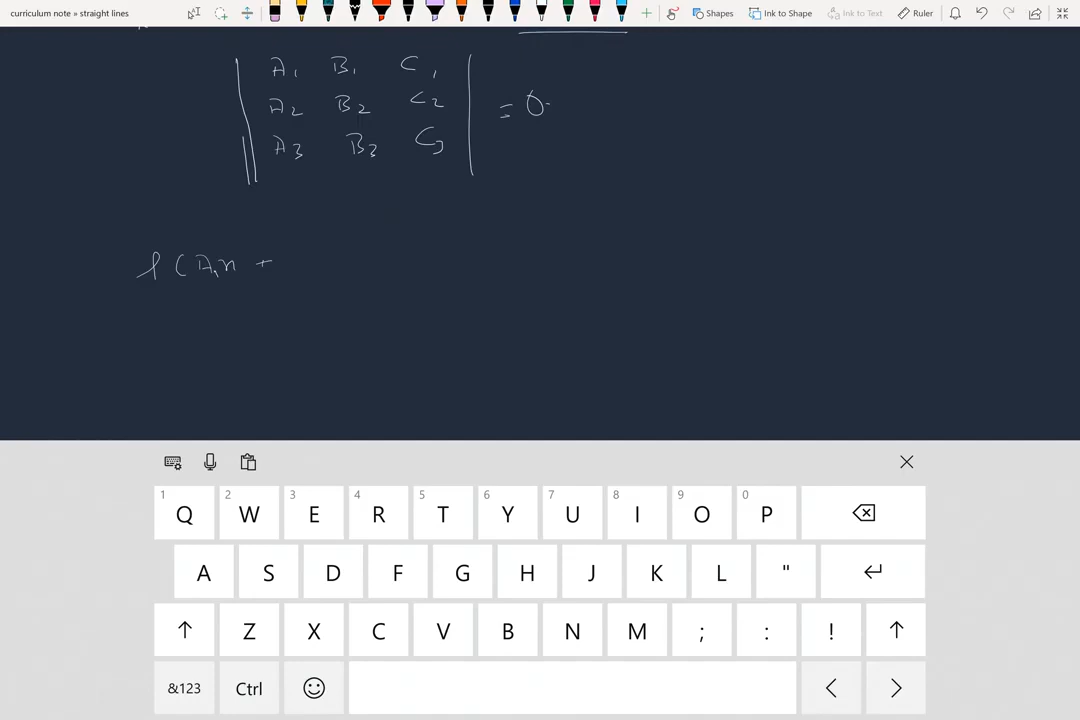 curriculum note » straight lines
Shapes Ink to Shape Ink to Text Ruler
A₁ B₁ C₁
A₂ B₂ C₂ = 0
A₃ B₃ C₃
l (A₁x +
1 2 3 4 5 6 7 8 9 0
Q W E R T Y U I O P
A S D F G H J K L "
Z X C V B N M ; : !
&123 Ctrl